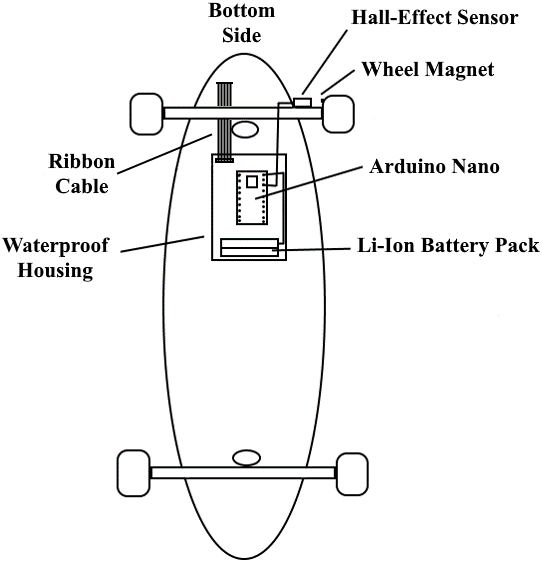 Bottom
Side
Hall-Effect Sensor
Wheel Magnet
Ribbon
Cable
Arduino Nano
Waterproof
Housing
Li-Ion Battery Pack